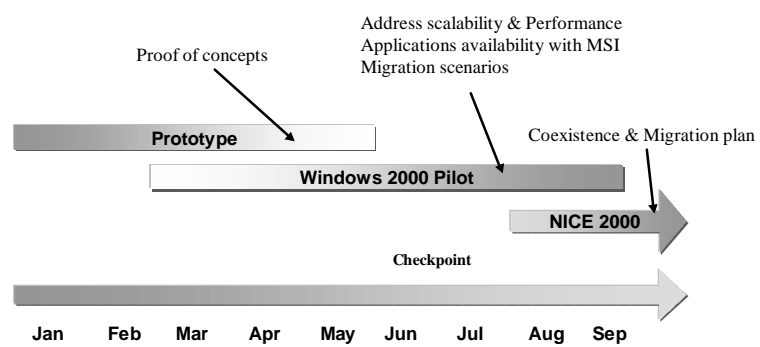 Address scalability & Performance
Applications availability with MSI
Migration scenarios
Proof of concepts
Prototype
Coexistence & Migration plan
Windows 2000 Pilot
NICE 2000
Checkpoint
Jan Feb Mar Apr May Jun Jul Aug Sep